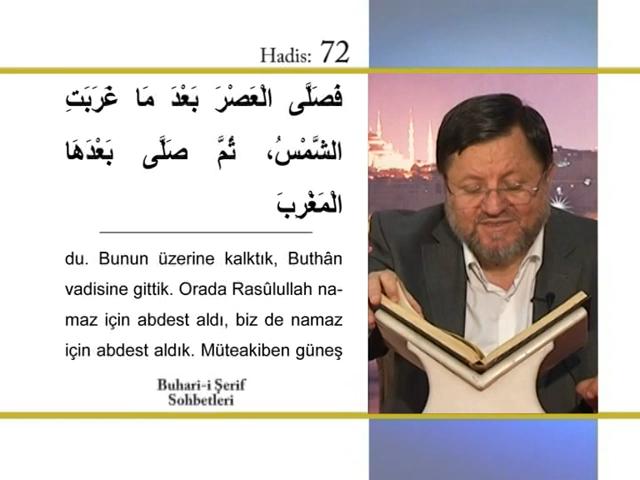 Hadis: 72
فَصَلَّى الْعَصْرَ بَعْدَ مَا غَرَبَتِ
الشَّمْسُ، ثُمَّ صَلَّى بَعْدَهَا
الْمَغْرِبَ
du. Bunun üzerine kalktık, Buthân
vadisine gittik. Orada Rasûlullah na-
maz için abdest aldı, biz de namaz
için abdest aldık. Müteakiben güneş
Buhari-i Şerif
Sohbetleri